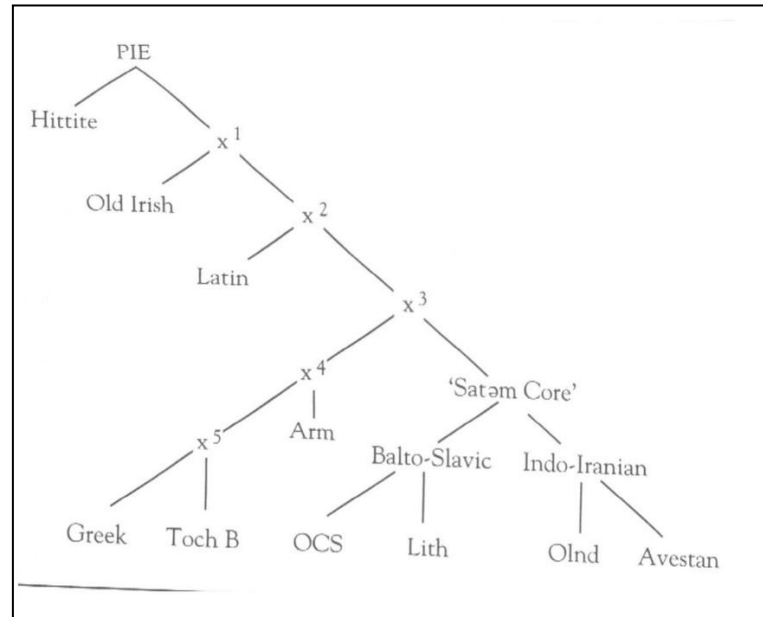 PIE
Hittite
x 1
Old Irish
x 2
Latin
x 3
x 4
'Satəm Core'
Arm
x 5
Balto-Slavic
Indo-Iranian
Greek
Toch B
OCS
Lith
OInd
Avestan